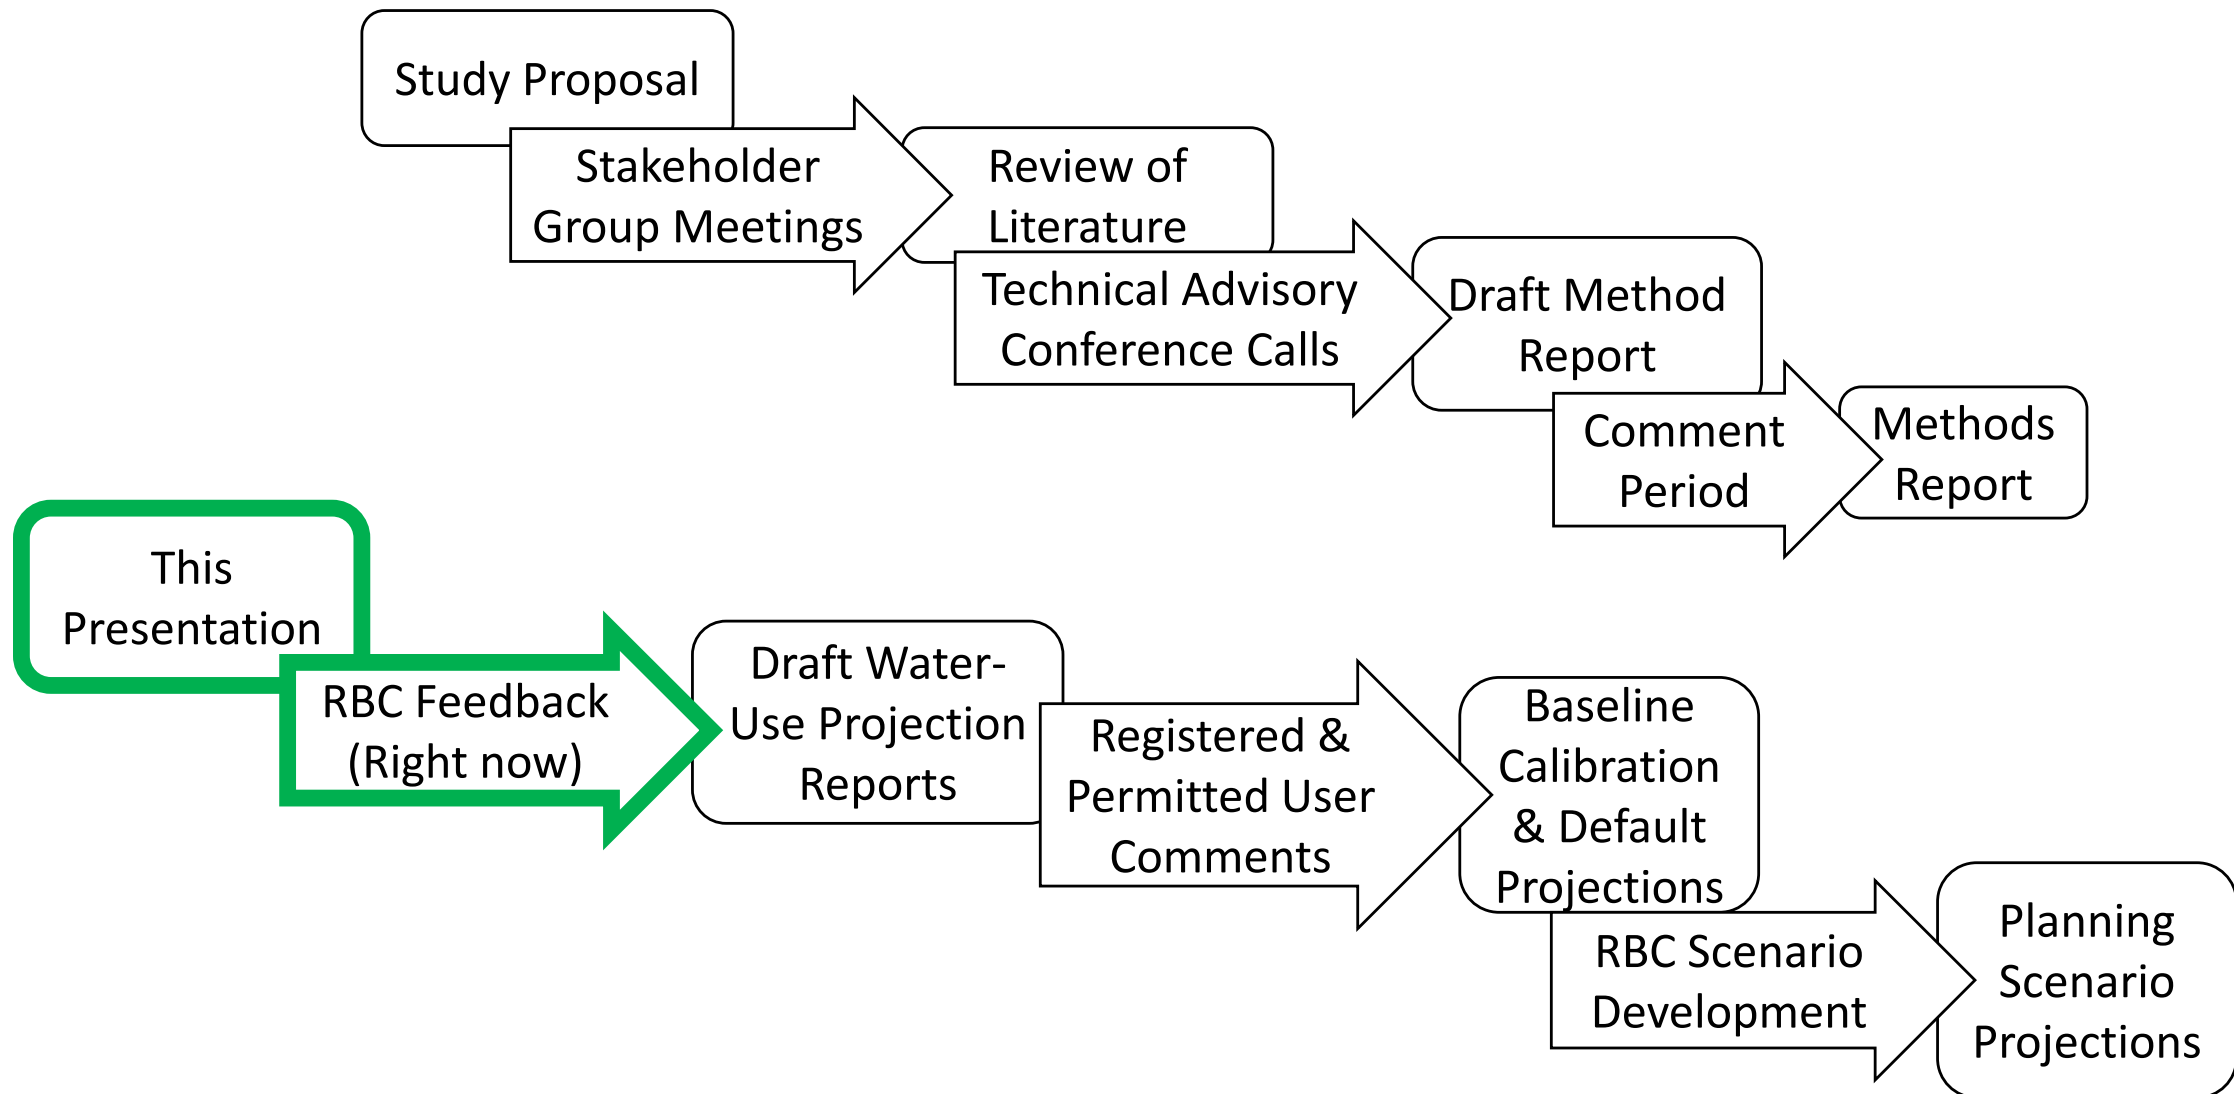 Study Proposal
Stakeholder
Group Meetings
Review of
Literature
Technical Advisory
Conference Calls
Draft Method
Report
Comment
Period
Methods
Report
This
Presentation
RBC Feedback
(Right now)
Draft Water-
Use Projection
Reports
Registered &
Permitted User
Comments
Baseline
Calibration
& Default
Projections
RBC Scenario
Development
Planning
Scenario
Projections